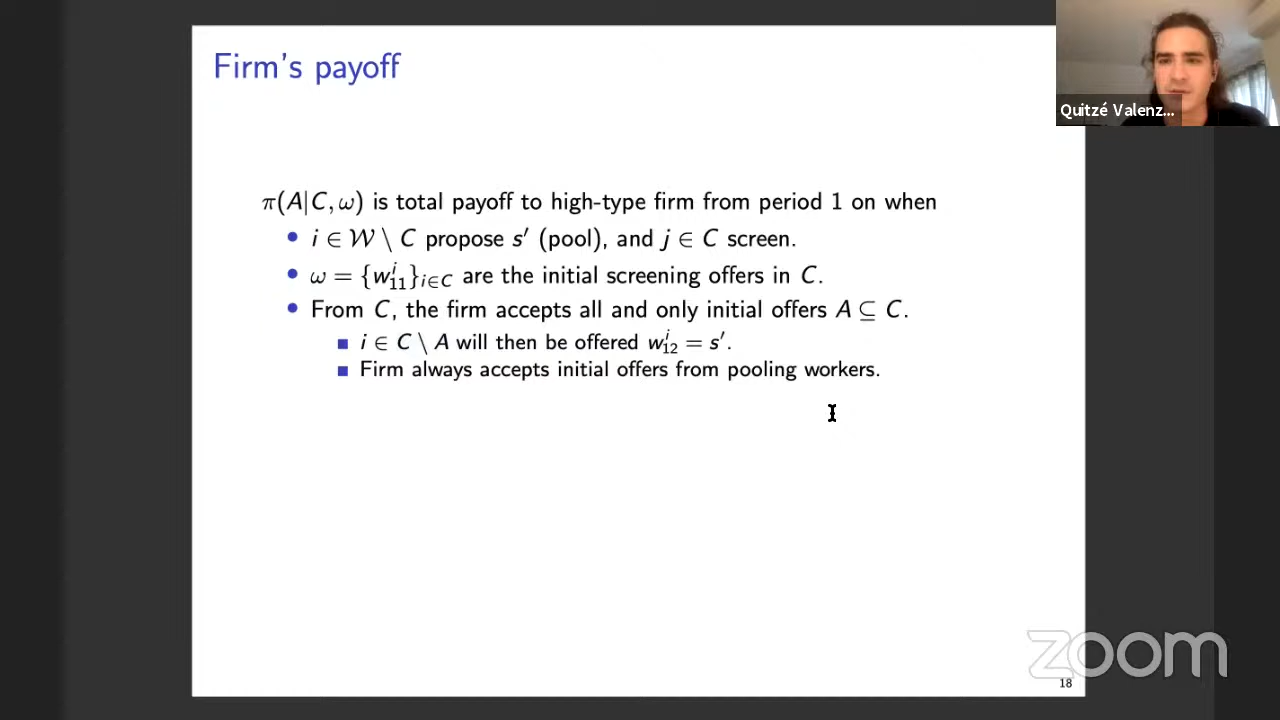 Firm's payoff
Quitzé Valenz...
π(A|C, ω) is total payoff to high-type firm from period 1 on when
• i ∈ 𝒲 \ C propose s′ (pool), and j ∈ C screen.
• ω = {w₁₁ⁱ}ᵢ∈C are the initial screening offers in C.
• From C, the firm accepts all and only initial offers A ⊆ C.
■ i ∈ C \ A will then be offered w₁₂ⁱ = s′.
■ Firm always accepts initial offers from pooling workers.
zoom
18